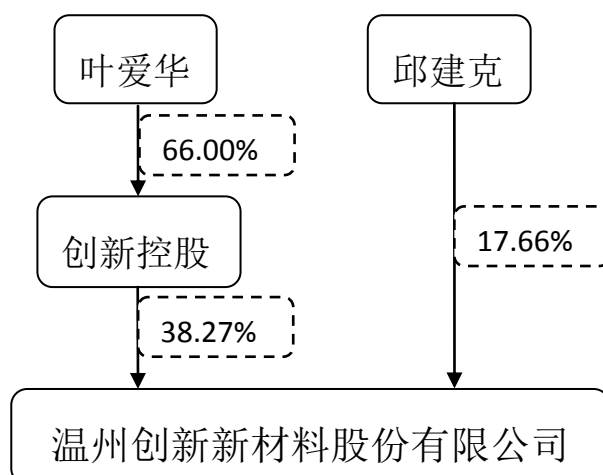 叶爱华
邱建克
66.00%
创新控股
17.66%
38.27%
温州创新新材料股份有限公司